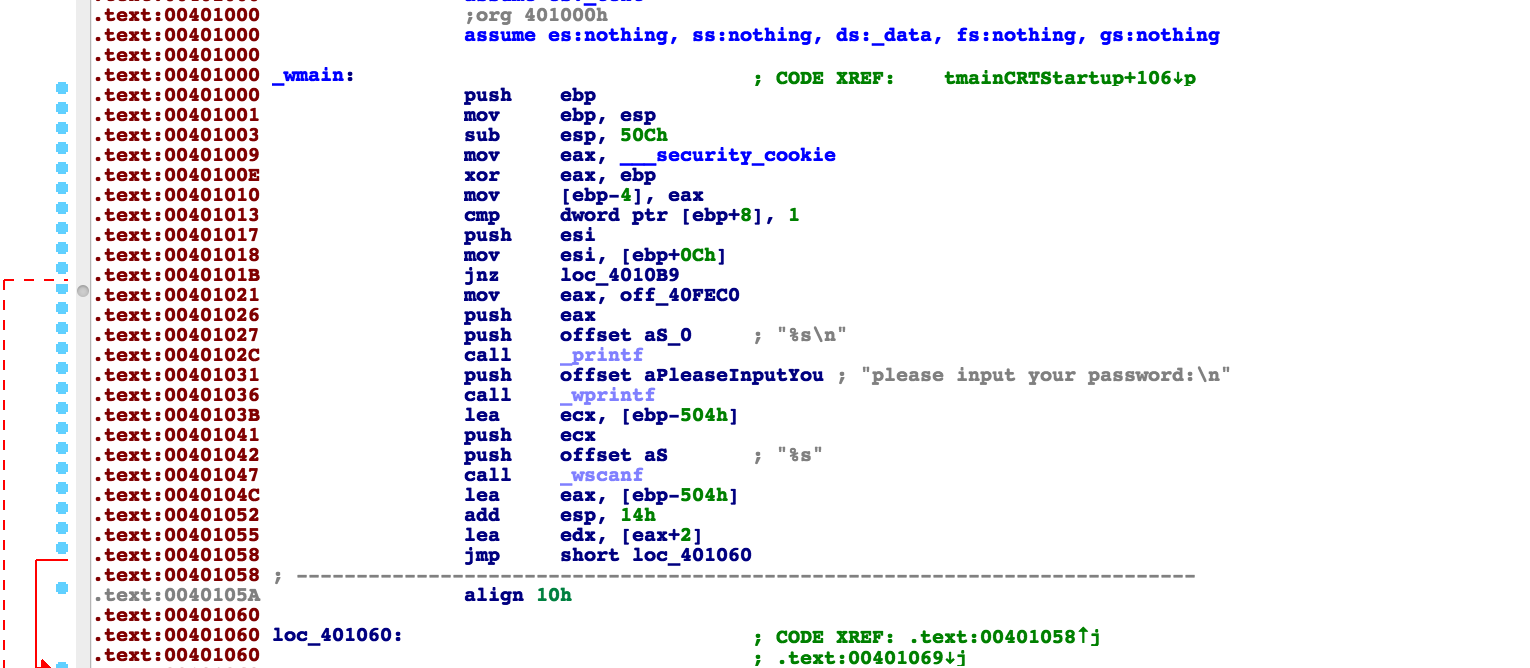 .text:00401000 ;org 401000h
.text:00401000 assume es:nothing, ss:nothing, ds:_data, fs:nothing, gs:nothing
.text:00401000
.text:00401000 _wmain: ; CODE XREF: tmainCRTStartup+106↓p
.text:00401000 push ebp
.text:00401001 mov ebp, esp
.text:00401003 sub esp, 50Ch
.text:00401009 mov eax, ___security_cookie
.text:0040100E xor eax, ebp
.text:00401010 mov [ebp-4], eax
.text:00401013 cmp dword ptr [ebp+8], 1
.text:00401017 push esi
.text:00401018 mov esi, [ebp+0Ch]
.text:0040101B jnz loc_4010B9
.text:00401021 mov eax, off_40FEC0
.text:00401026 push eax
.text:00401027 push offset aS_0 ; "%s\n"
.text:0040102C call _printf
.text:00401031 push offset aPleaseInputYou ; "please input your password:\n"
.text:00401036 call _wprintf
.text:0040103B lea ecx, [ebp-504h]
.text:00401041 push ecx
.text:00401042 push offset aS ; "%s"
.text:00401047 call _wscanf
.text:0040104C lea eax, [ebp-504h]
.text:00401052 add esp, 14h
.text:00401055 lea edx, [eax+2]
.text:00401058 jmp short loc_401060
.text:00401058 ; ---------------------------------------------------------------------------
.text:0040105A align 10h
.text:00401060
.text:00401060 loc_401060: ; CODE XREF: .text:00401058↑j
.text:00401060 ; .text:00401069↓j